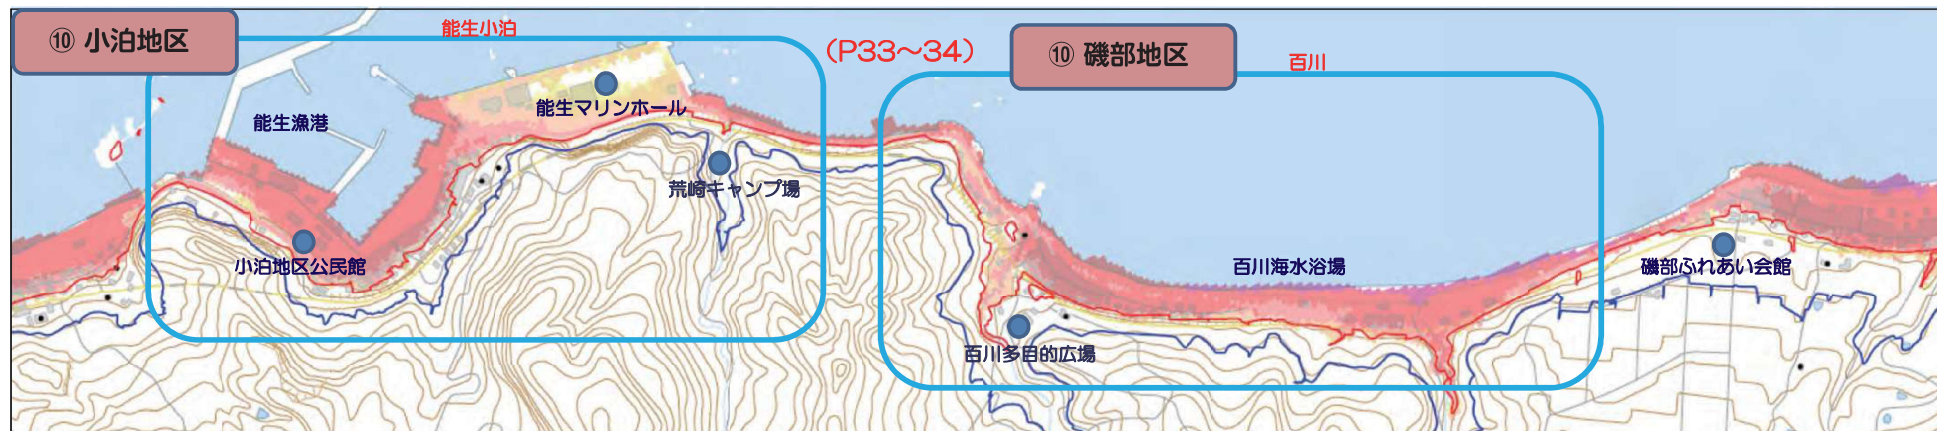 ⑩ 小泊地区
能生小泊
(P33～34)
⑩ 磯部地区
百川
能生漁港
能生マリンホール
荒崎キャンプ場
小泊地区公民館
百川海水浴場
磯部ふれあい会館
百川多目的広場